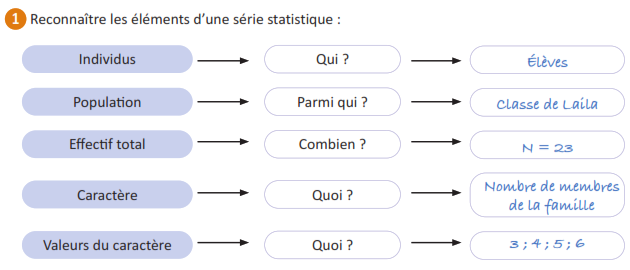 1 Reconnaître les éléments d'une série statistique :
Individus Qui ? Élèves
Population Parmi qui ? Classe de Laila
Effectif total Combien ? N = 23
Caractère Quoi ? Nombre de membres
de la famille
Valeurs du caractère Quoi ? 3 ; 4 ; 5 ; 6